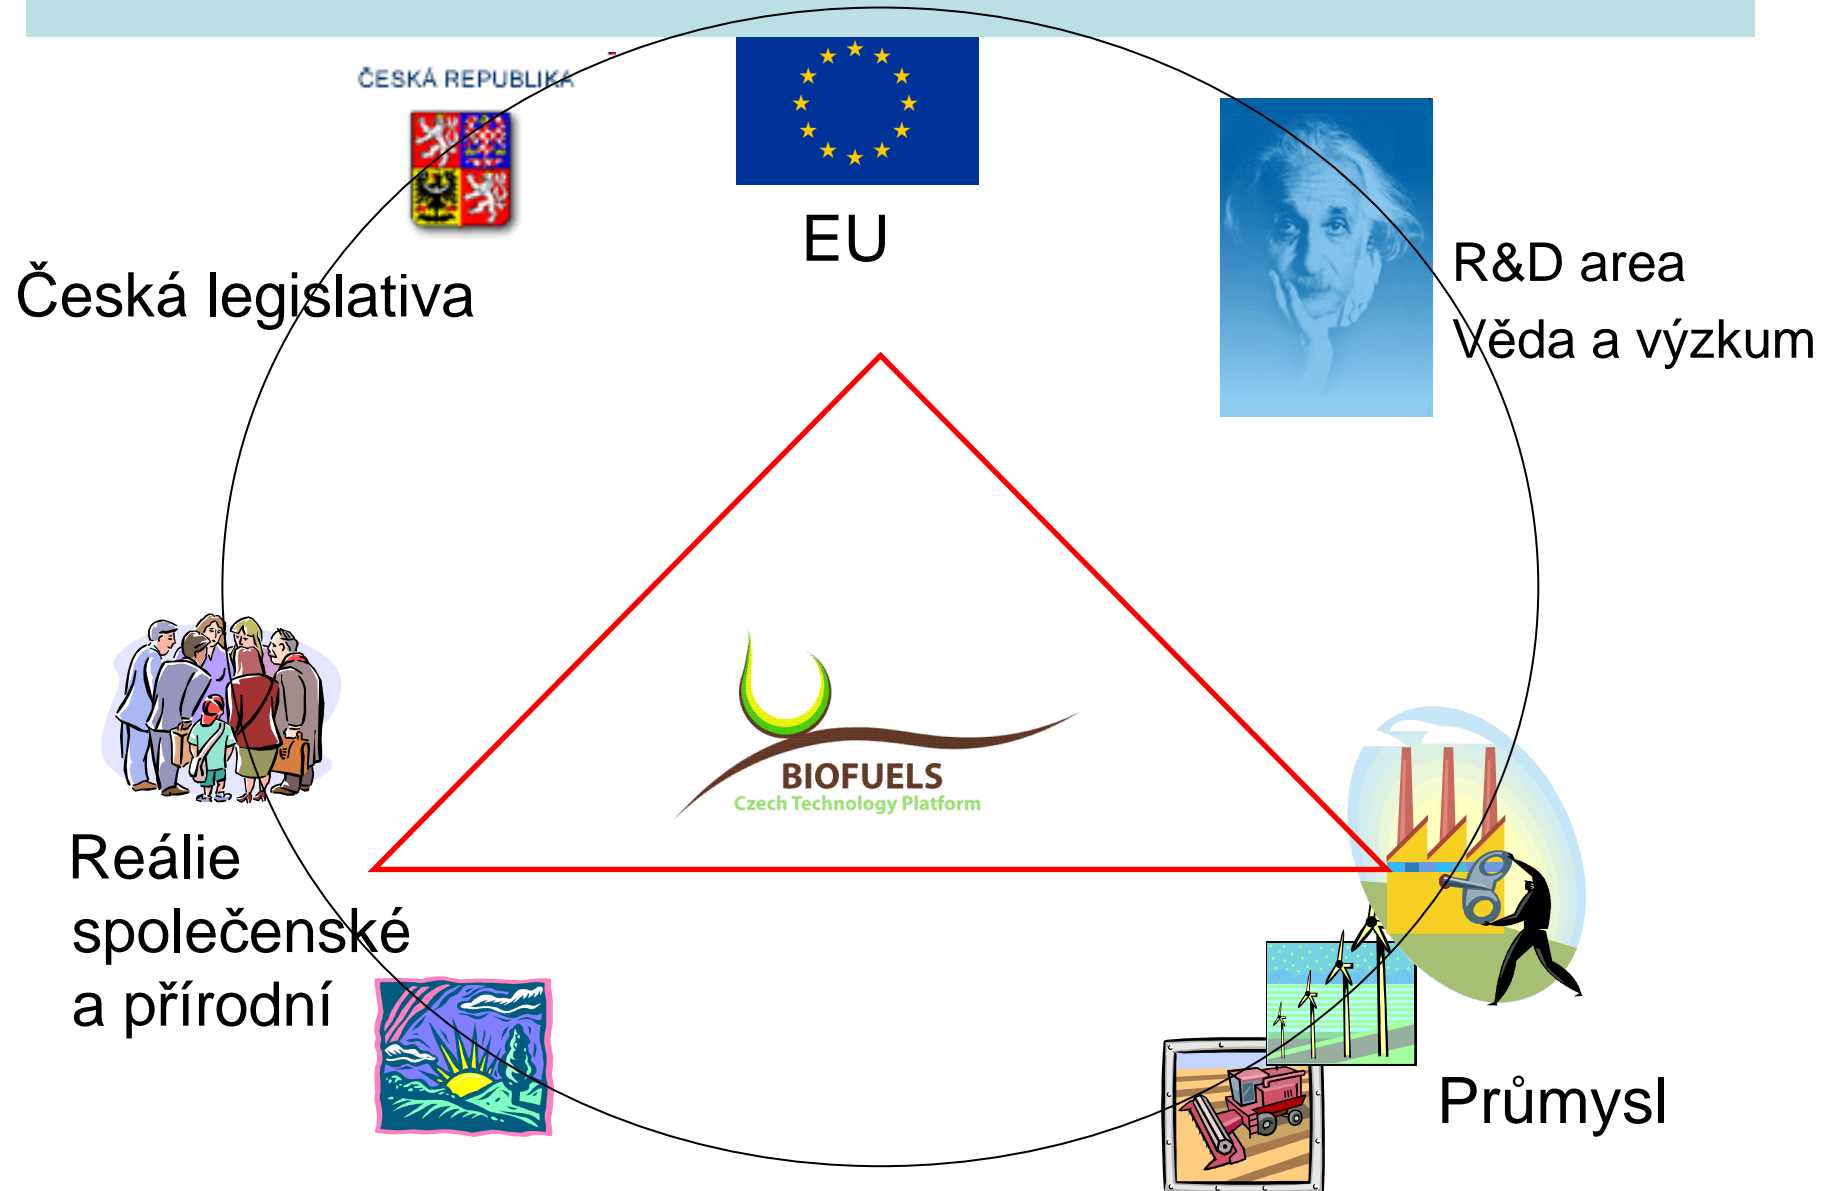 ČESKÁ REPUBLIKA
EU
Česká legislativa
R&D area
Věda a výzkum
BIOFUELS
Czech Technology Platform
Reálie
společenské
a přírodní
Průmysl